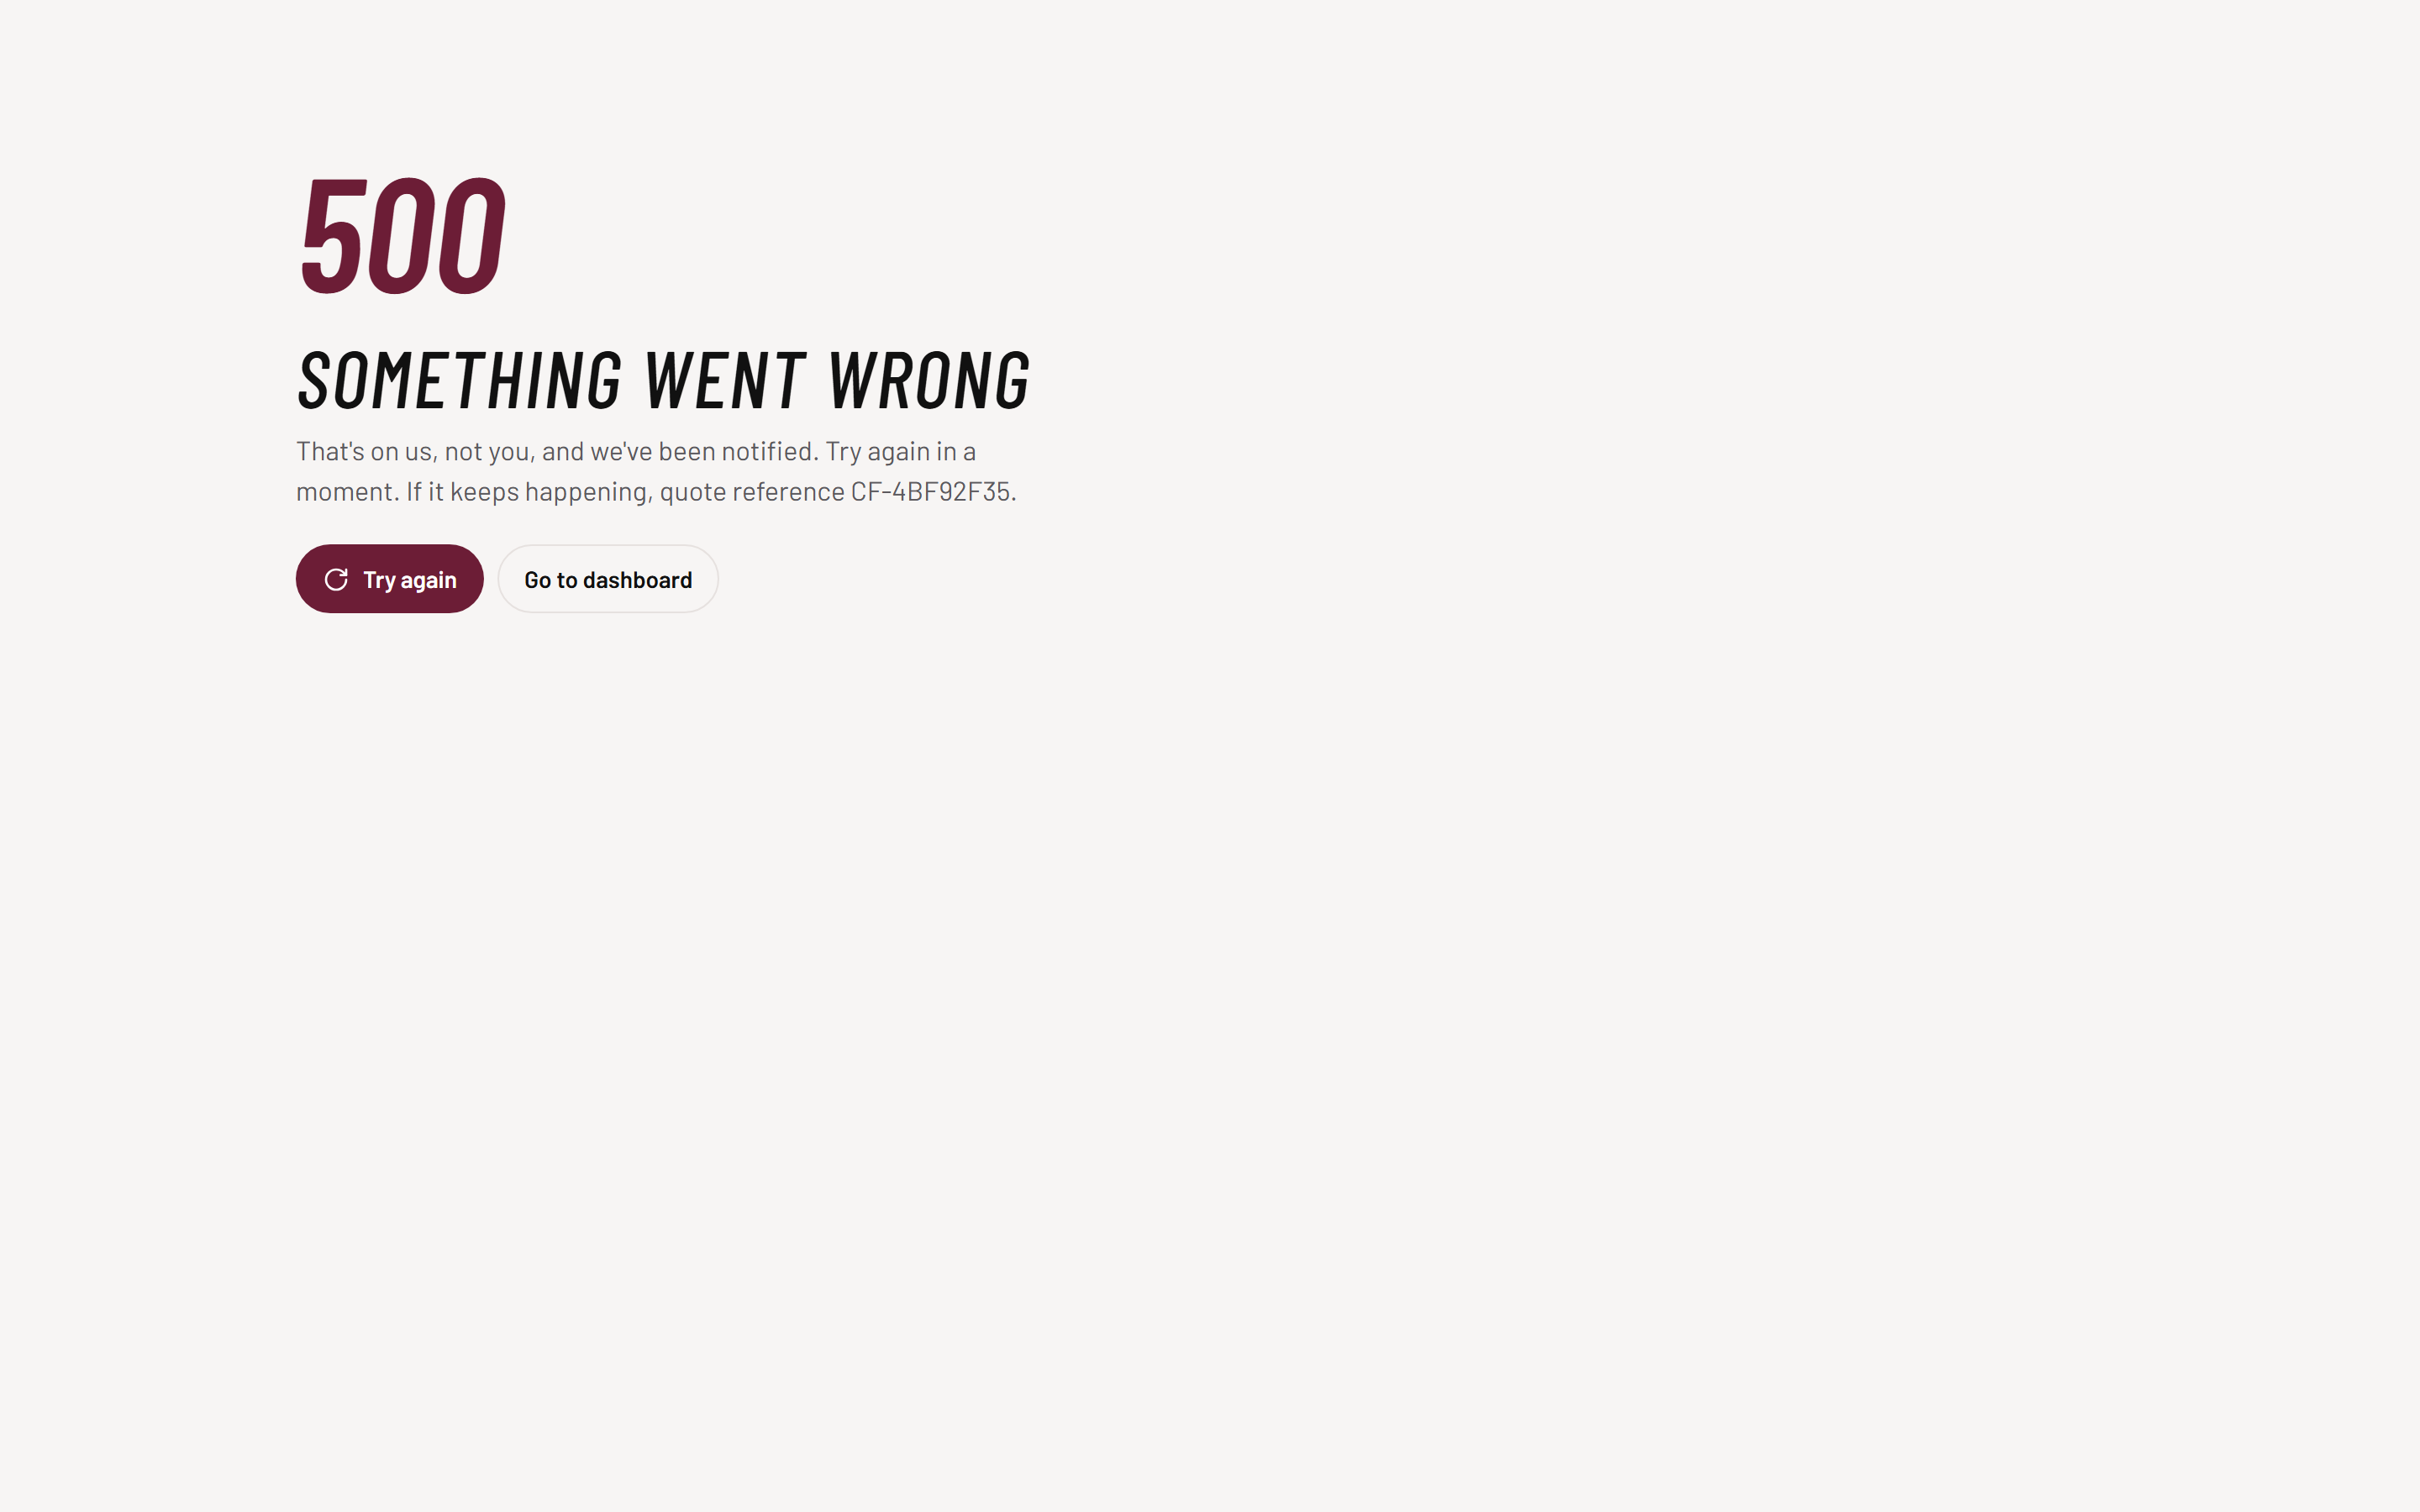 500
SOMETHING WENT WRONG
That's on us, not you, and we've been notified. Try again in a
moment. If it keeps happening, quote reference CF-4BF92F35.
Try again
Go to dashboard